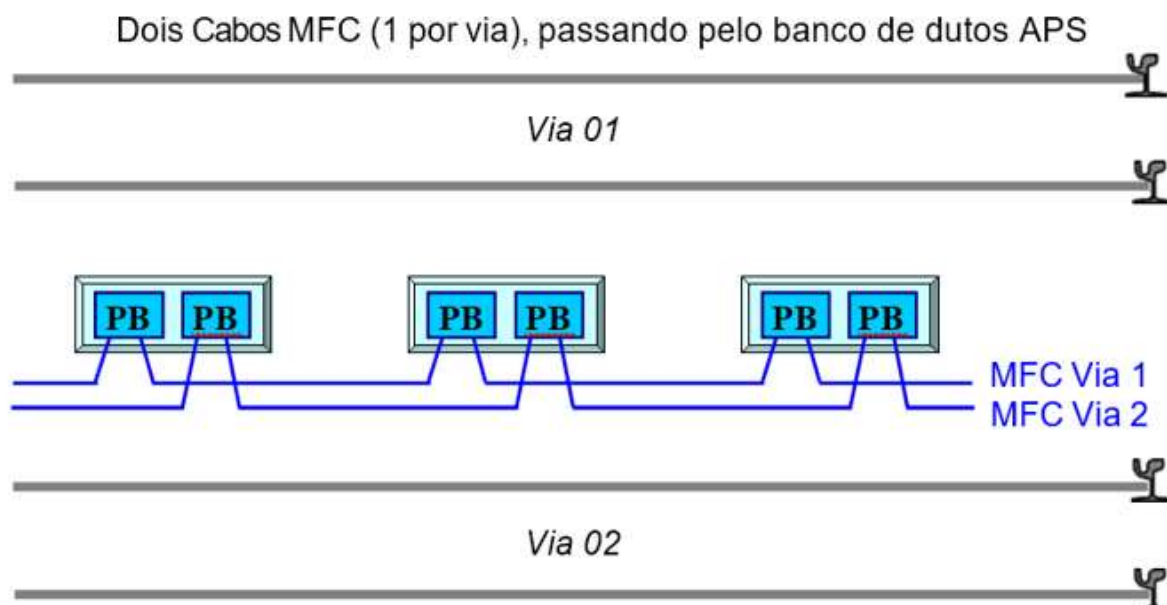 Dois Cabos MFC (1 por via), passando pelo banco de dutos APS
Via 01
PB PB PB PB PB PB
MFC Via 1
MFC Via 2
Via 02